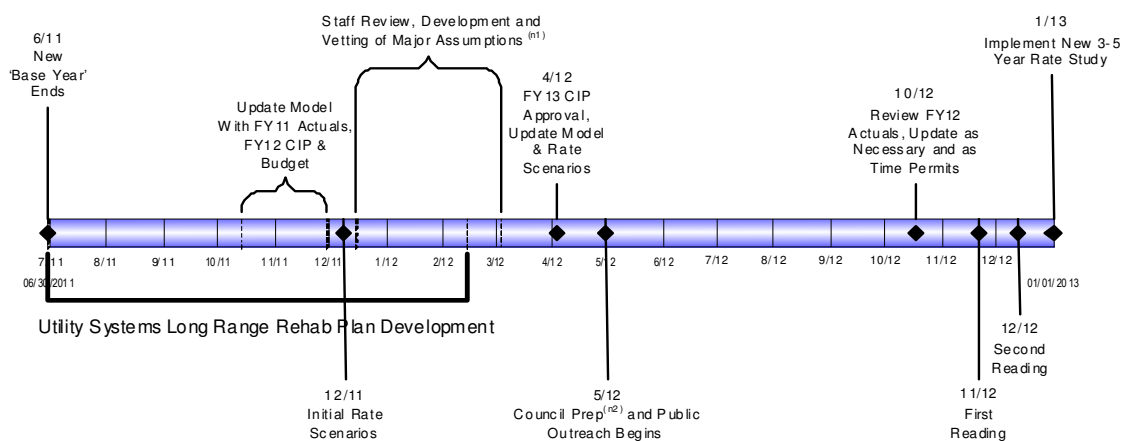 6/11
New
'Base Year'
Ends
Update Model
With FY11 Actuals,
FY12 CIP &
Budget
Staff Review, Development and
Vetting of Major Assumptions (n1)
4/12
FY13 CIP
Approval,
Update Model
& Rate
Scenarios
10/12
Review FY12
Actuals, Update as
Necessary and as
Time Permits
1/13
Implement New 3-5
Year Rate Study
7/11 8/11 9/11 10/11 11/11 12/11 1/12 2/12 3/12 4/12 5/12 6/12 7/12 8/12 9/12 10/12 11/12 12/12
06/30/2011 01/01/2013
Utility Systems Long Range Rehab Plan Development
12/11
Initial Rate
Scenarios
5/12
Council Prep(n2) and Public
Outreach Begins
11/12
First
Reading
12/12
Second
Reading